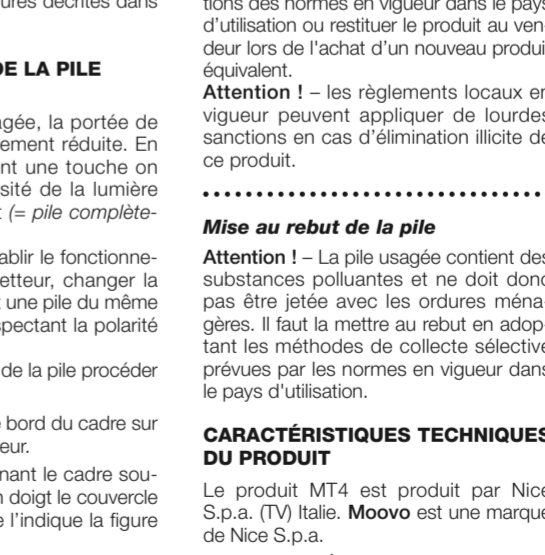 ures décrites dans
DE LA PILE
agée, la portée de
ement réduite. En
nt une touche on
sité de la lumière
t (= pile complète-
ablir le fonctionne-
etteur, changer la
t une pile du même
spectant la polarité
de la pile procéder
e bord du cadre sur
eur.
nant le cadre sou-
n doigt le couvercle
e l’indique la figure
tions des normes en vigueur dans le pays
d’utilisation ou restituer le produit au ven-
deur lors de l'achat d’un nouveau produit
équivalent.
Attention ! – les règlements locaux en
vigueur peuvent appliquer de lourdes
sanctions en cas d’élimination illicite de
ce produit.
Mise au rebut de la pile
Attention ! – La pile usagée contient des
substances polluantes et ne doit donc
pas être jetée avec les ordures ména-
gères. Il faut la mettre au rebut en adop-
tant les méthodes de collecte sélective
prévues par les normes en vigueur dans
le pays d'utilisation.
CARACTÉRISTIQUES TECHNIQUES
DU PRODUIT
Le produit MT4 est produit par Nice
S.p.a. (TV) Italie. Moovo est une marque
de Nice S.p.a.